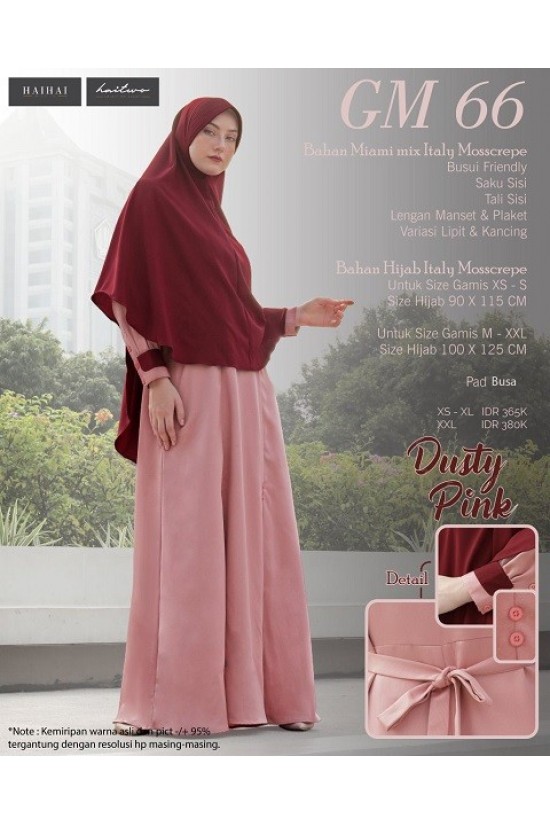 HAIHAI
haitwo
GM 66
Bahan Miami mix Italy Mosscrepe
Busui Friendly
Saku Sisi
Tali Sisi
Lengan Manset & Plaket
Variasi Lipit & Kancing
Bahan Hijab Italy Mosscrepe
Untuk Size Gamis XS - S
Size Hijab 90 X 115 CM
Untuk Size Gamis M - XXL
Size Hijab 100 X 125 CM
Pad Busa
XS - XL IDR 365K
XXL IDR 380K
Dusty
Pink
Detail
*Note : Kemiripan warna asli dan pict -/+ 95%
tergantung dengan resolusi hp masing-masing.